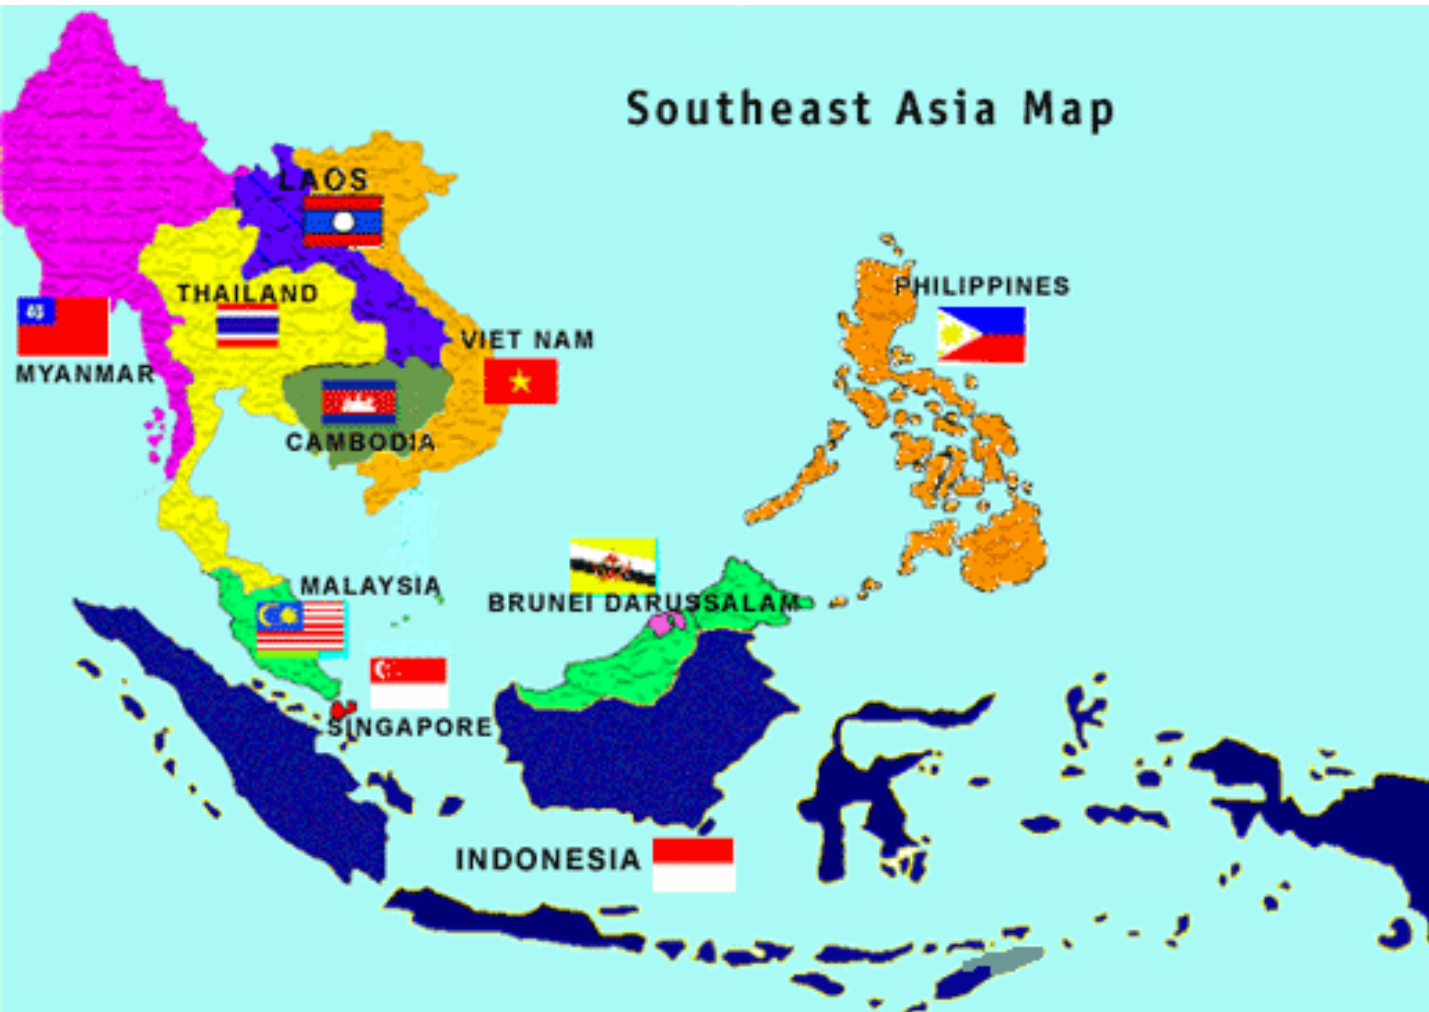 Southeast Asia Map
LAOS
PHILIPPINES
THAILAND
VIET NAM
MYANMAR
CAMBODIA
MALAYSIA
BRUNEI DARUSSALAM
SINGAPORE
INDONESIA